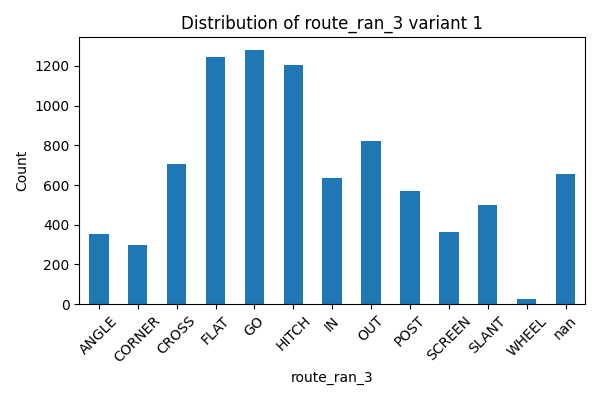 Distribution of route_ran_3 variant 1
Count
1200
1000
800
600
400
200
0
ANGLE
CORNER
CROSS
FLAT
GO
HITCH
IN
OUT
POST
SCREEN
SLANT
WHEEL
nan
route_ran_3